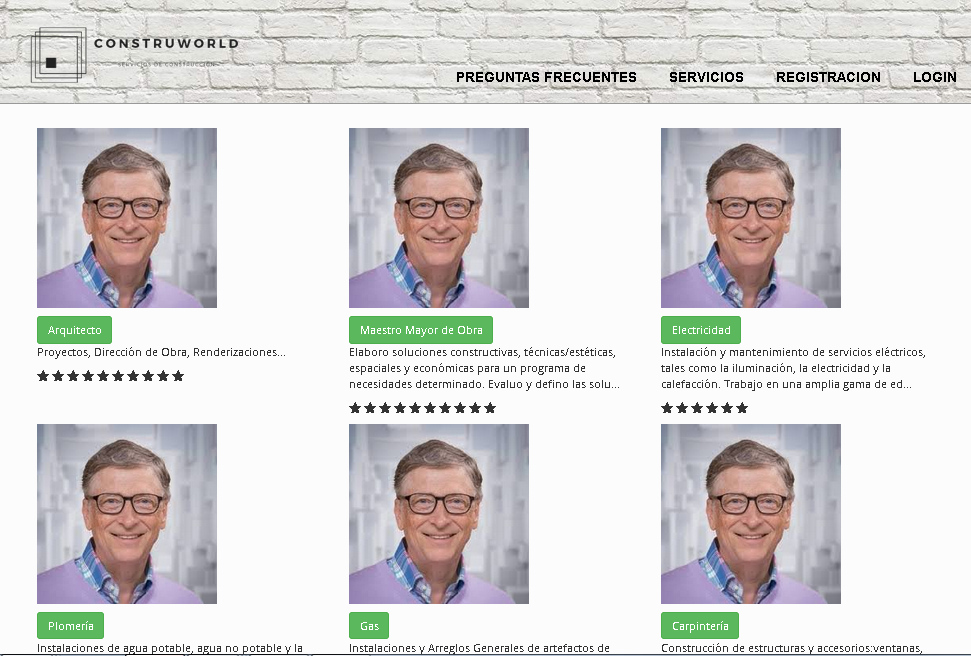 CONSTRUWORLD
SERVICIOS DE CONSTRUCCIÓN
PREGUNTAS FRECUENTES SERVICIOS REGISTRACION LOGIN
Arquitecto
Proyectos, Dirección de Obra, Renderizaciones...
Maestro Mayor de Obra
Elaboro soluciones constructivas, técnicas/estéticas,
espaciales y económicas para un programa de
necesidades determinado. Evaluo y defino las solu...
Electricidad
Instalación y mantenimiento de servicios eléctricos,
tales como la iluminación, la electricidad y la
calefacción. Trabajo en una amplia gama de ed...
Plomería
Instalaciones de agua potable, agua no potable y la
Gas
Instalaciones y Arreglos Generales de artefactos de
Carpintería
Construcción de estructuras y accesorios:ventanas,